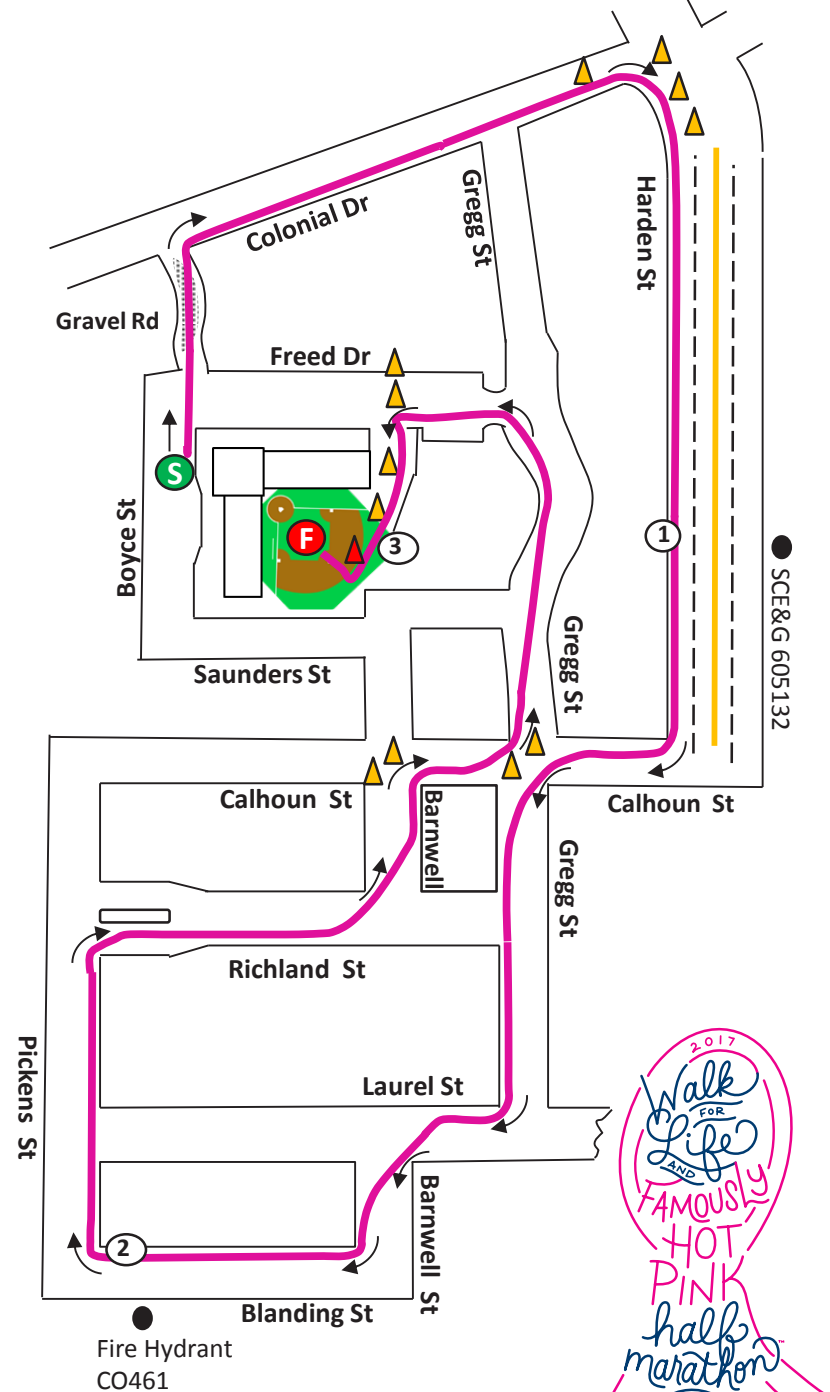 Colonial Dr
Gregg St
Harden St
Gravel Rd
Freed Dr
S
Boyce St
F
3
1
SCE&G 605132
Gregg St
Saunders St
Calhoun St
Barnwell
Calhoun St
Gregg St
Richland St
Pickens St
Laurel St
Barnwell St
2
Blanding St
Fire Hydrant
CO461
2017
Walk
FOR
Life
AND
FAMOUSLY
HOT
PINK
half
marathon™